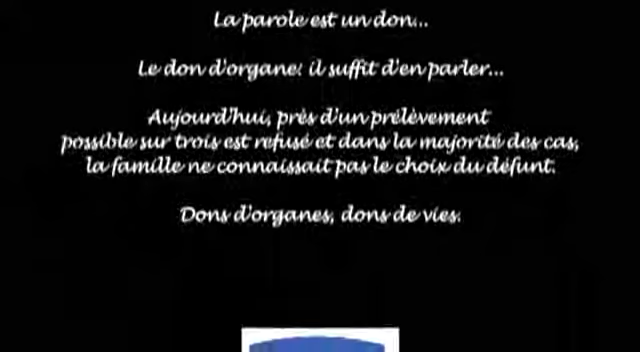 La parole est un don...
Le don d'organe: il suffit d'en parler...
Aujourd'hui, près d'un prélèvement
possible sur trois est refusé et dans la majorité des cas,
la famille ne connaissait pas le choix du défunt.
Dons d'organes, dons de vies.